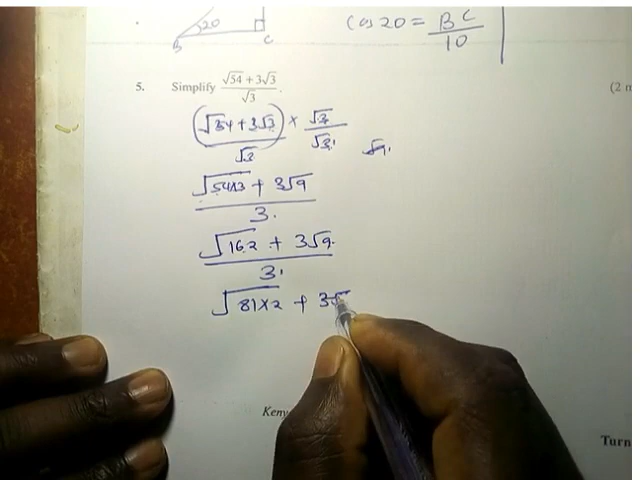 20
B C
Cos 20 = BC/10
5. Simplify (√54 + 3√3)/√3.
(2 m
(√54 + 3√3)/√3 × √3/√3
(√54×3 + 3√9)/3.
(√162 + 3√9)/3
√81×2 + 3√
Keny
Turn